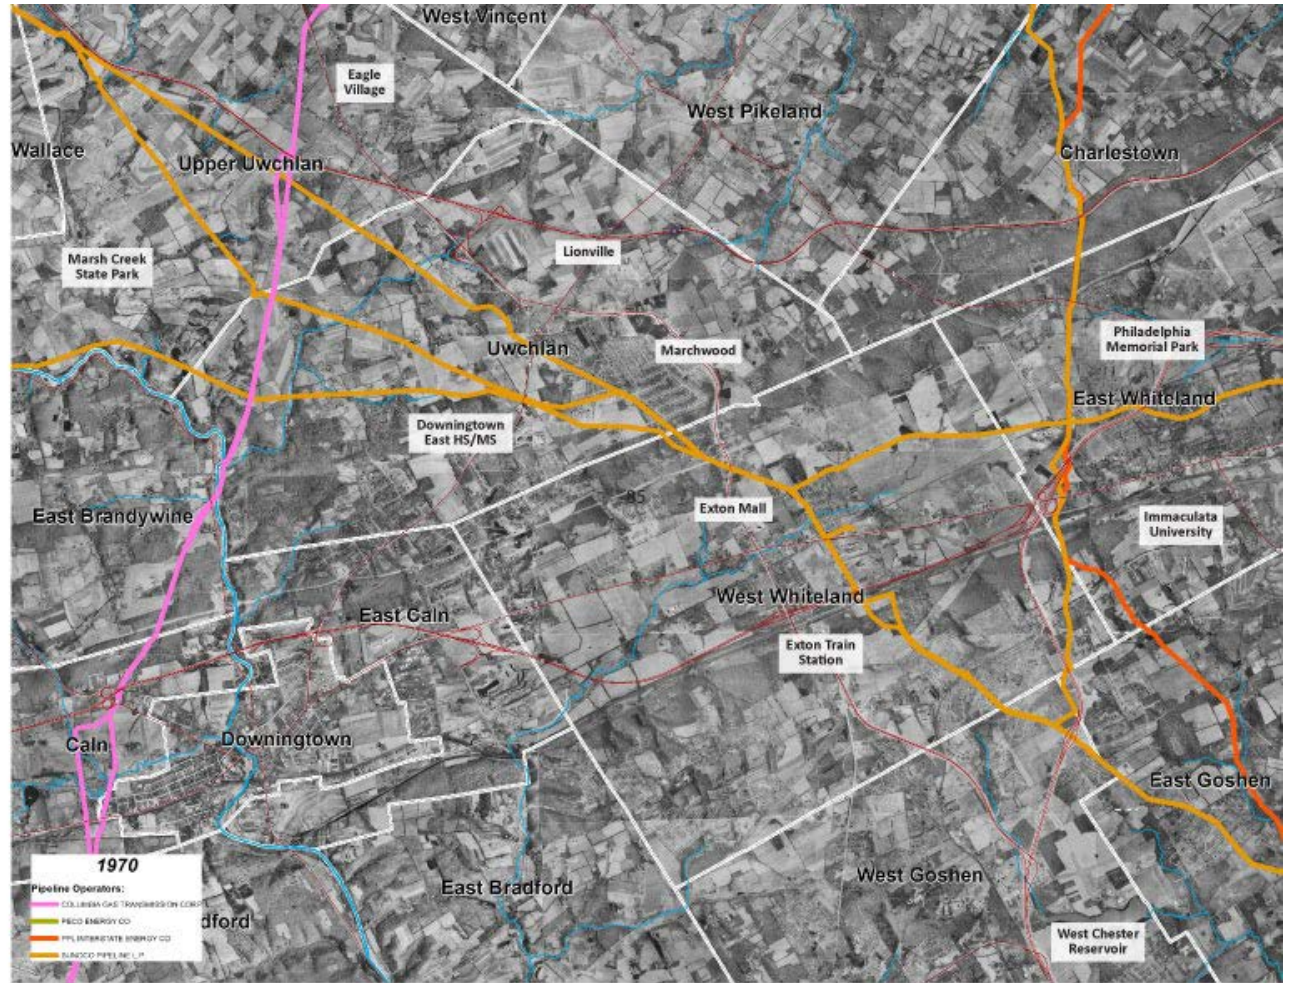 West Vincent
Eagle
Village
West Pikeland
Wallace
Upper Uwchlan
Charlestown
Marsh Creek
State Park
Lionville
Uwchlan
Marchwood
Philadelphia
Memorial Park
East Whiteland
Downingtown
East HS/MS
85
Exton Mall
East Brandywine
Immaculata
University
West Whiteland
East Caln
Exton Train
Station
Caln
Downingtown
East Goshen
1970
Pipeline Operators:
COLUMBIA GAS TRANSMISSION CORP
PECO ENERGY CO
PPL INTERSTATE ENERGY CO
SUNOCO PIPELINE L.P.
dford
East Bradford
West Goshen
West Chester
Reservoir